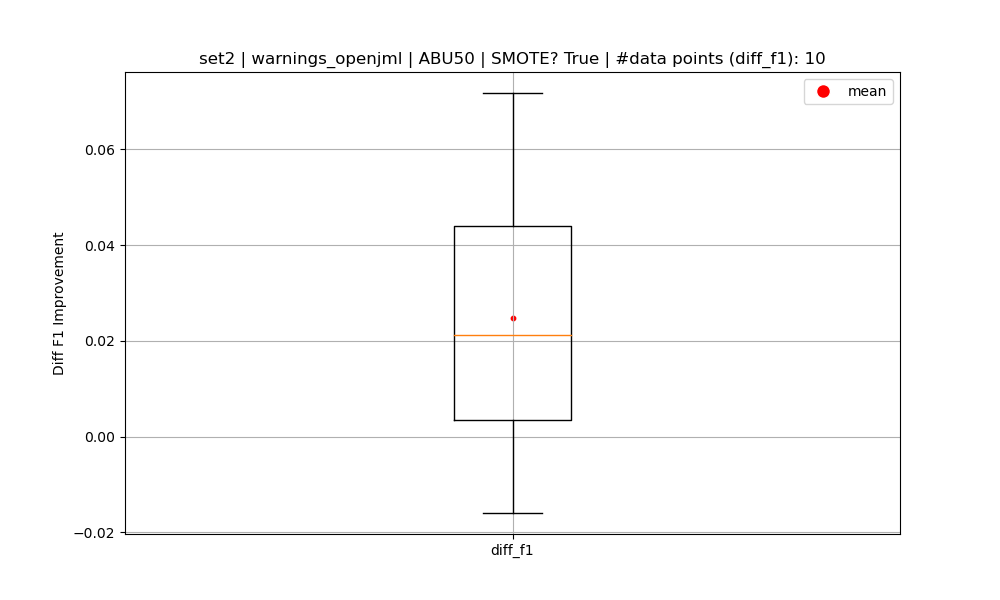 set2 | warnings_openjml | ABU50 | SMOTE? True | #data points (diff_f1): 10
mean
0.06
0.04
0.02
0.00
−0.02
Diff F1 Improvement
diff_f1